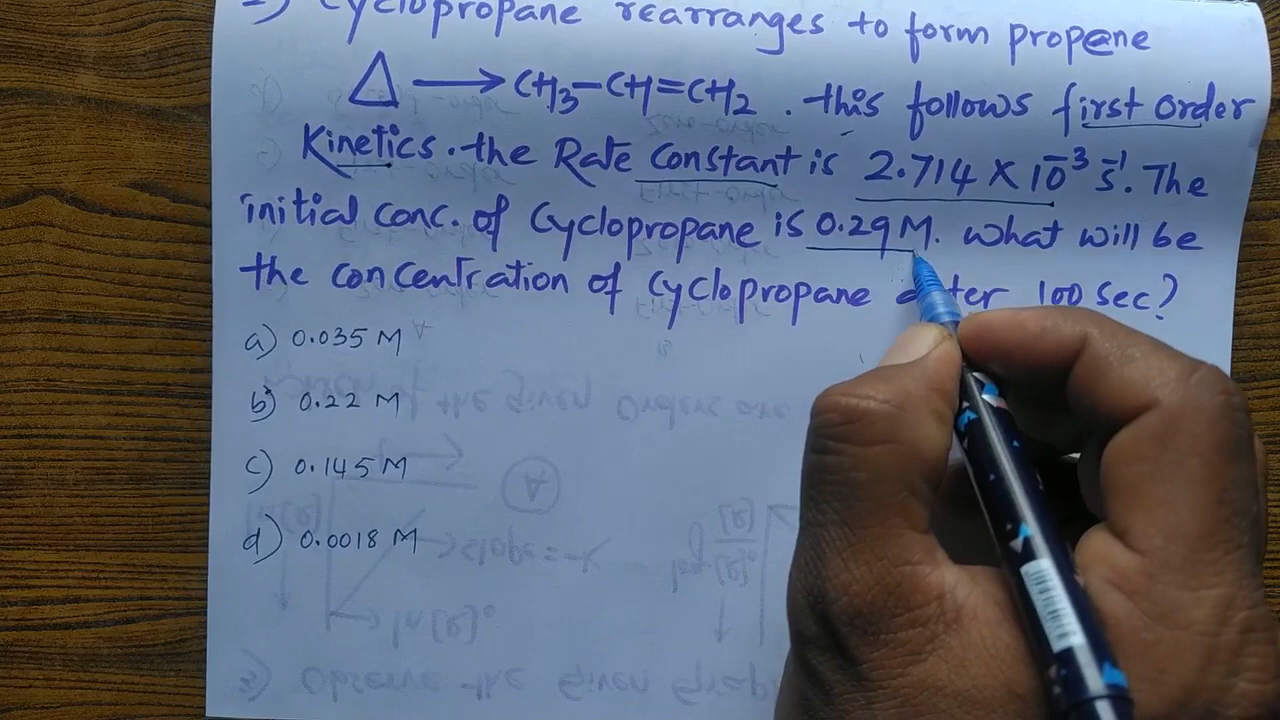 Cyclopropane rearranges to form propene
△ ⟶ CH₃-CH=CH₂ . this follows first order
Kinetics. the Rate Constant is 2.714 × 10⁻³ s⁻¹. The
initial conc. of Cyclopropane is 0.29 M. What will be
the concentration of Cyclopropane after 100 sec?
a) 0.035 M
b) 0.22 M
c) 0.145 M
d) 0.0018 M